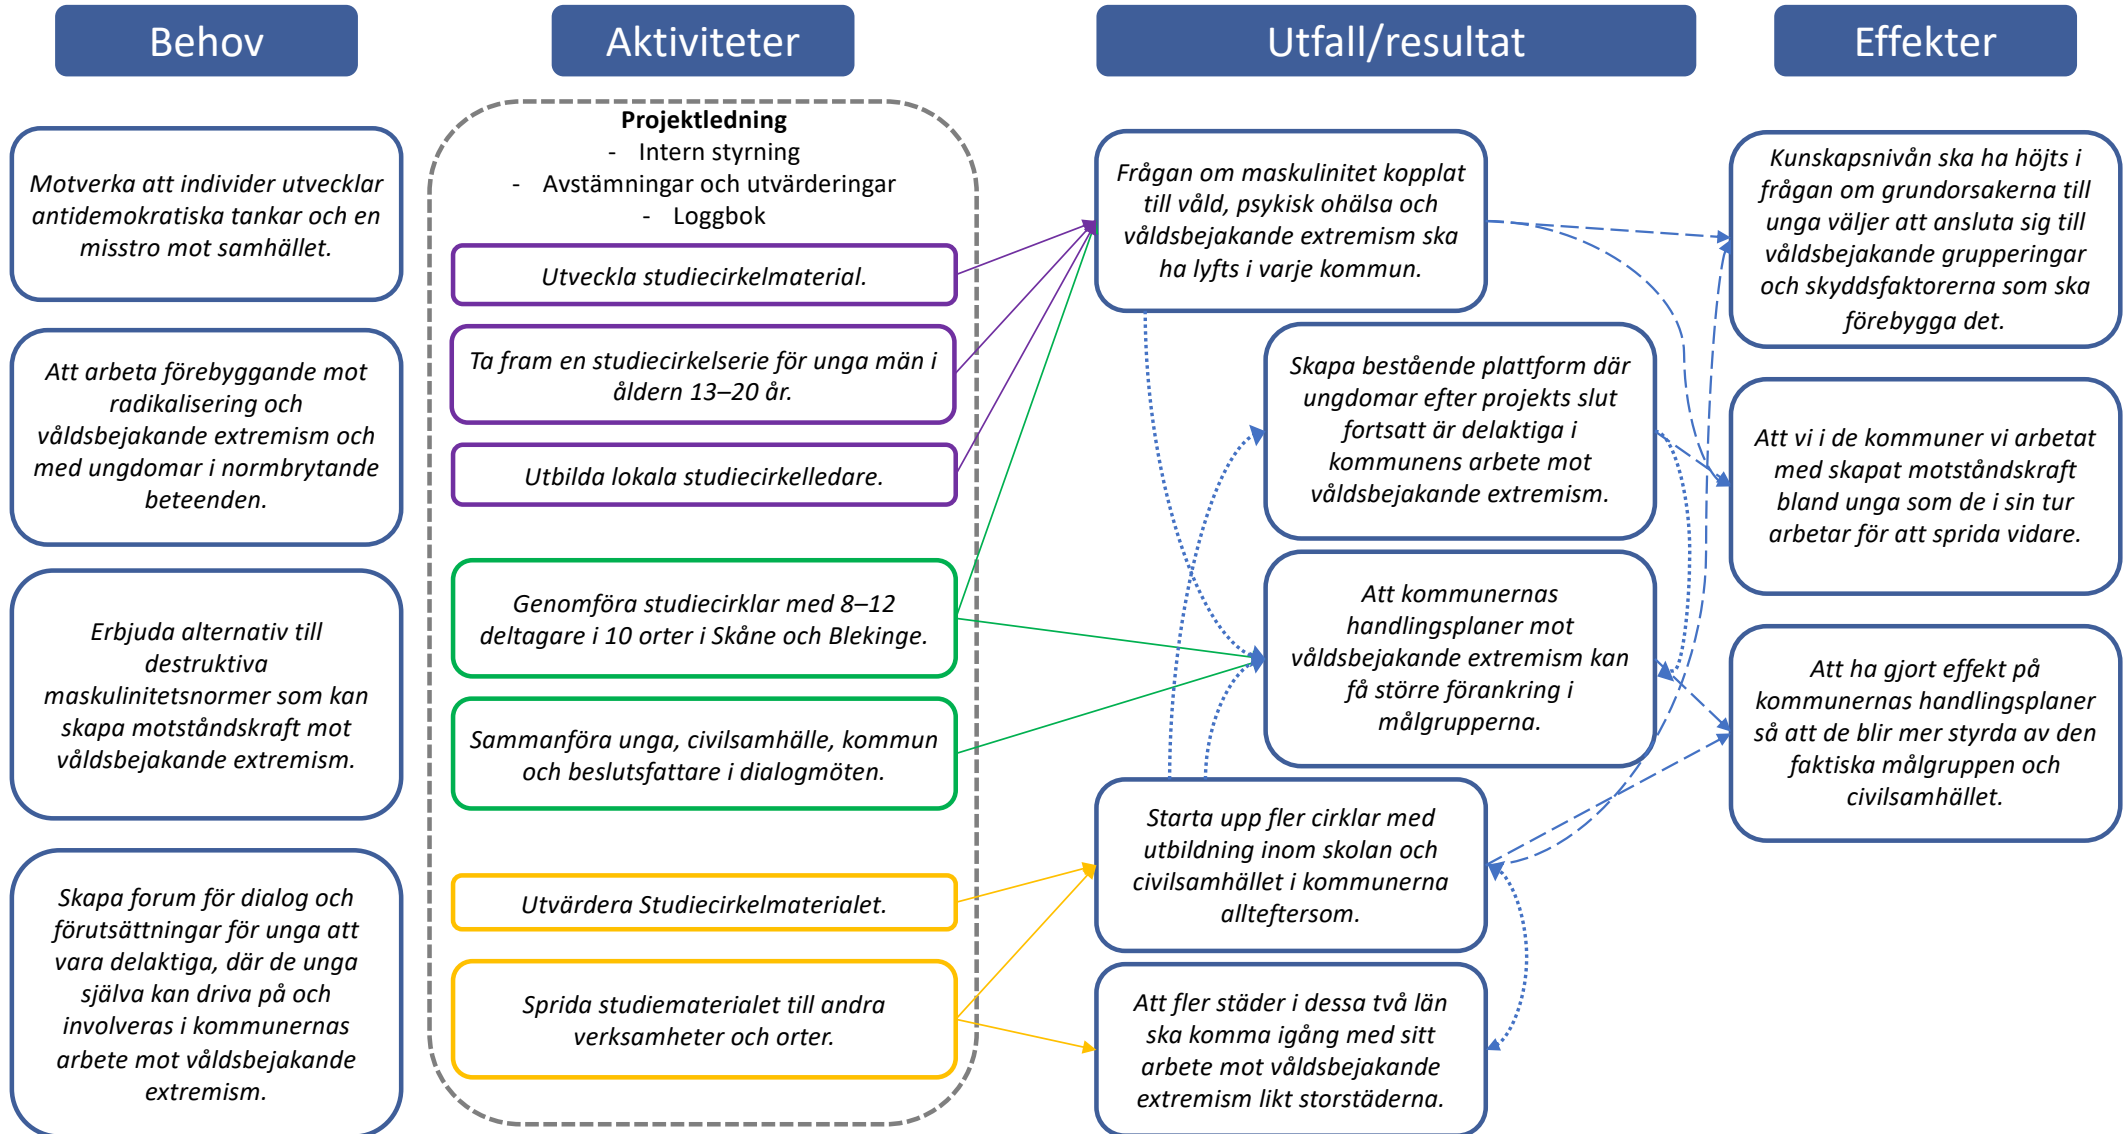 Behov
Aktiviteter
Utfall/resultat
Effekter
Motverka att individer utvecklar
antidemokratiska tankar och en
misstro mot samhället.
Att arbeta förebyggande mot
radikalisering och
våldsbejakande extremism och
med ungdomar i normbrytande
beteenden.
Erbjuda alternativ till
destruktiva
maskulinitetsnormer som kan
skapa motståndskraft mot
våldsbejakande extremism.
Skapa forum för dialog och
förutsättningar för unga att
vara delaktiga, där de unga
själva kan driva på och
involveras i kommunernas
arbete mot våldsbejakande
extremism.
Projektledning
- Intern styrning
- Avstämningar och utvärderingar
- Loggbok
Utveckla studiecirkelmaterial.
Ta fram en studiecirkelserie för unga män i
åldern 13–20 år.
Utbilda lokala studiecirkelledare.
Genomföra studiecirklar med 8–12
deltagare i 10 orter i Skåne och Blekinge.
Sammanföra unga, civilsamhälle, kommun
och beslutsfattare i dialogmöten.
Utvärdera Studiecirkelmaterialet.
Sprida studiematerialet till andra
verksamheter och orter.
Frågan om maskulinitet kopplat
till våld, psykisk ohälsa och
våldsbejakande extremism ska
ha lyfts i varje kommun.
Skapa bestående plattform där
ungdomar efter projekts slut
fortsatt är delaktiga i
kommunens arbete mot
våldsbejakande extremism.
Att kommunernas
handlingsplaner mot
våldsbejakande extremism kan
få större förankring i
målgrupperna.
Starta upp fler cirklar med
utbildning inom skolan och
civilsamhället i kommunerna
allteftersom.
Att fler städer i dessa två län
ska komma igång med sitt
arbete mot våldsbejakande
extremism likt storstäderna.
Kunskapsnivån ska ha höjts i
frågan om grundorsakerna till
unga väljer att ansluta sig till
våldsbejakande grupperingar
och skyddsfaktorerna som ska
förebygga det.
Att vi i de kommuner vi arbetat
med skapat motståndskraft
bland unga som de i sin tur
arbetar för att sprida vidare.
Att ha gjort effekt på
kommunernas handlingsplaner
så att de blir mer styrda av den
faktiska målgruppen och
civilsamhället.